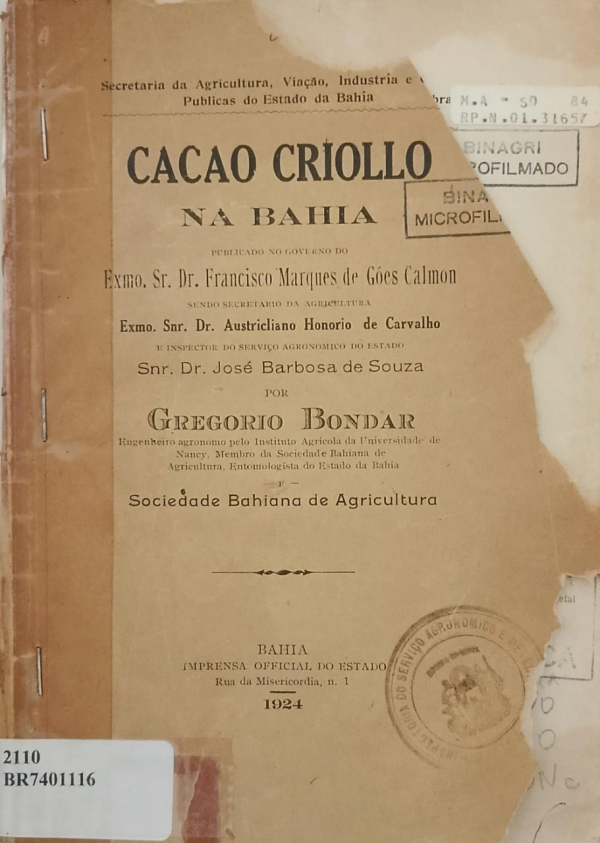 Secretaria da Agricultura, Viação, Industria e
Publicas do Estado da Bahia
M.A - SD 84
RP.N.01.31657
BINAGRI
OFILMADO
BINA
MICROFIL
CACAO CRIOLLO
NA BAHIA
PUBLICADO NO GOVERNO DO
Exmo. Sr. Dr. Francisco Marques de Góes Calmon
SENDO SECRETARIO DA AGRICULTURA
Exmo. Snr. Dr. Austricliano Honorio de Carvalho
E INSPECTOR DO SERVIÇO AGRONOMICO DO ESTADO
Snr. Dr. José Barbosa de Souza
POR
GREGORIO BONDAR
Engenheiro agronomo pelo Instituto Agricola da Universidade de
Nancy, Membro da Sociedade Bahiana de
Agricultura, Entomologista do Estado da Bahia
— E —
Sociedade Bahiana de Agricultura
BAHIA
IMPRENSA OFFICIAL DO ESTADO
Rua da Misericordia, n. 1
1924
INSPETORIA DO SERVIÇO AGRONOMICO E
2110
BR7401116